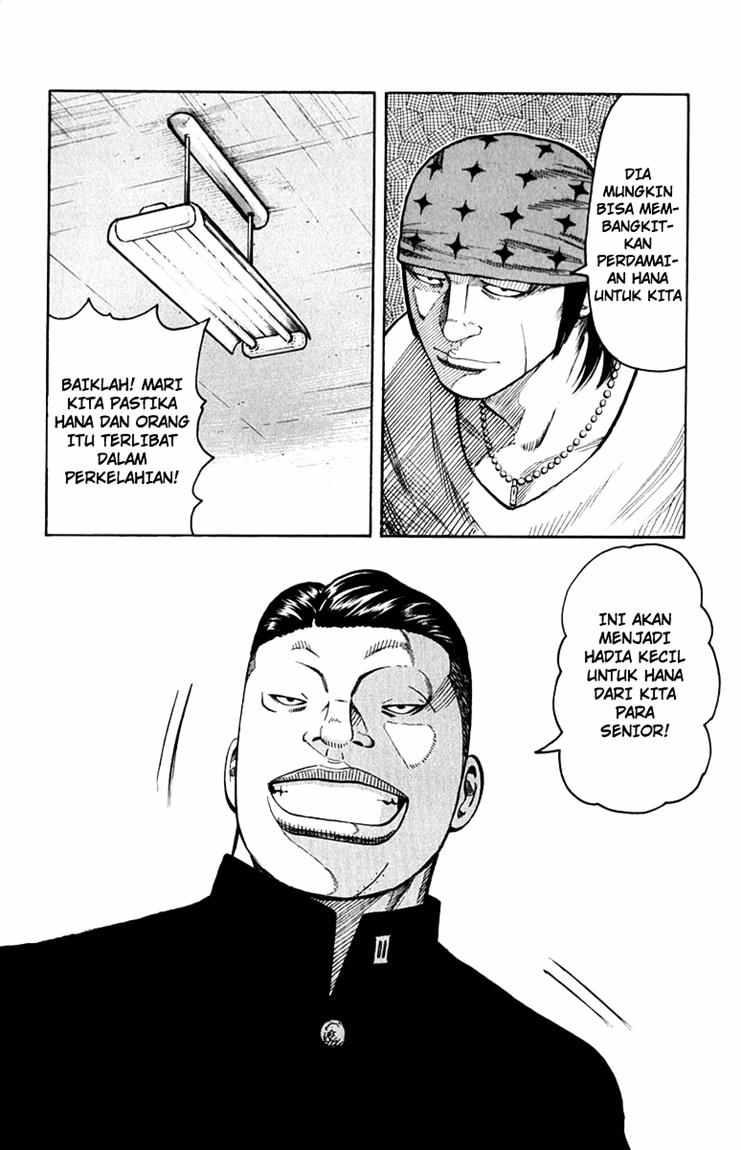 DIA
MUNGKIN
BISA MEM-
BANGKIT-
KAN
PERDAMAI-
AN HANA
UNTUK KITA
BAIKLAH! MARI
KITA PASTIKA
HANA DAN ORANG
ITU TERLIBAT
DALAM
PERKELAHIAN!
INI AKAN
MENJADI
HADIA KECIL
UNTUK HANA
DARI KITA
PARA
SENIOR!